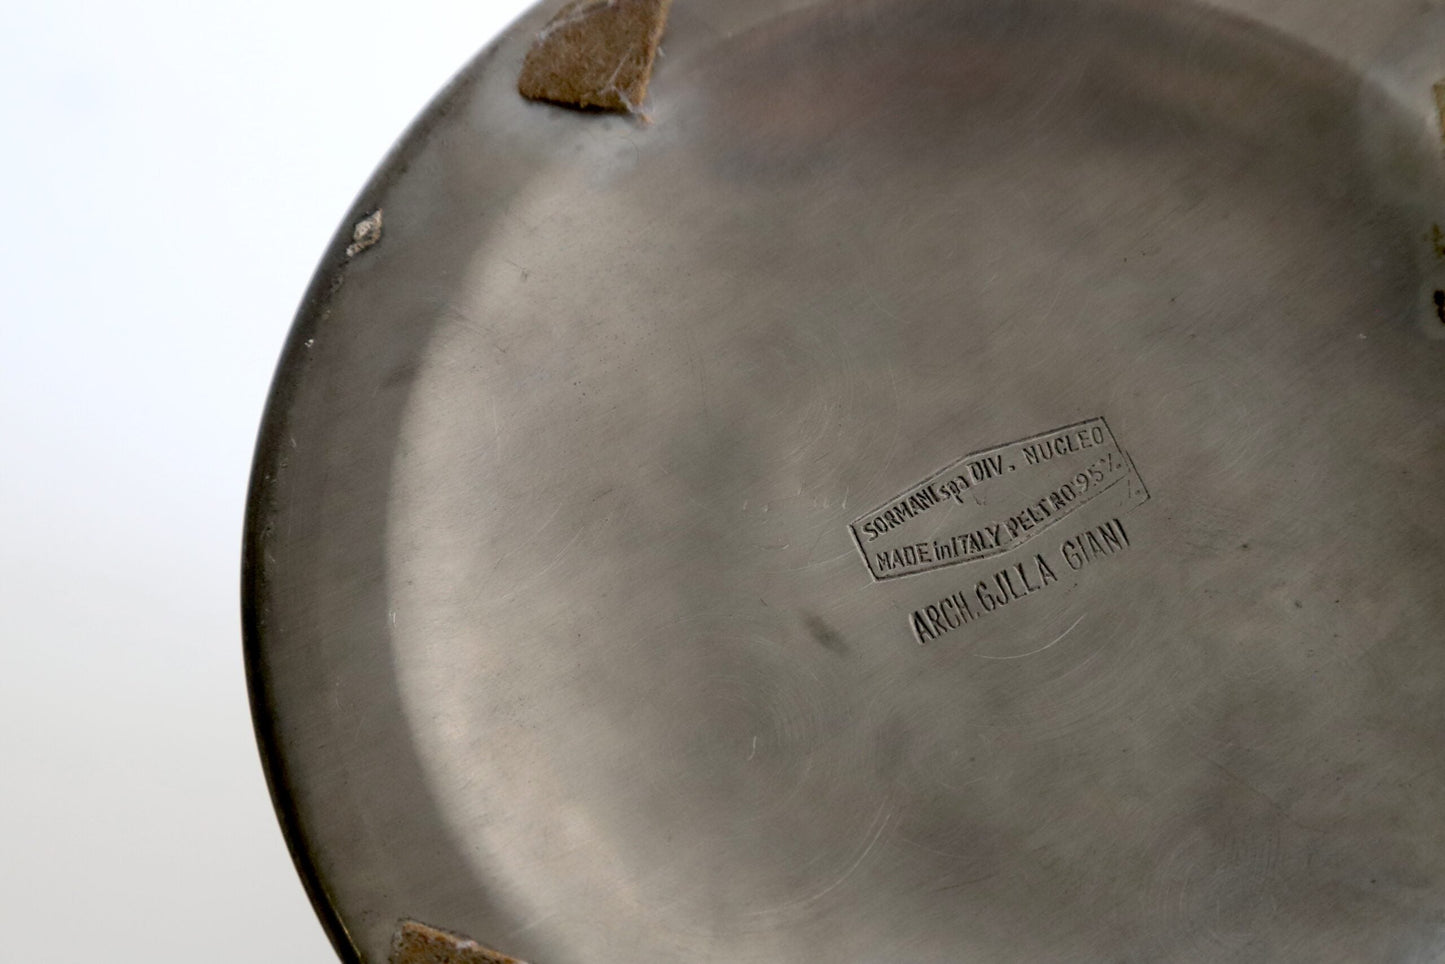 SORMANI spa DIV. NUCLEO
MADE in ITALY PELTRO 95%
ARCH. GJLLA GIANI